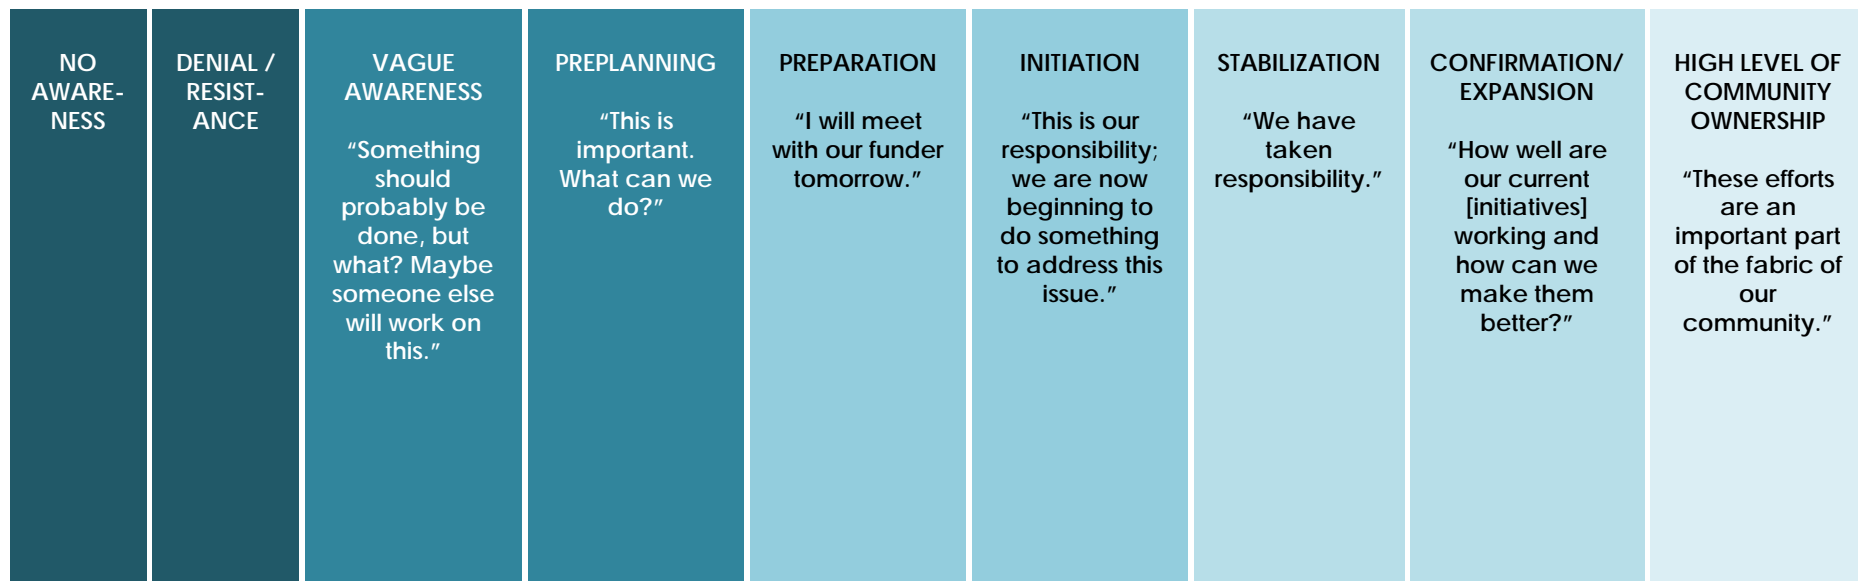 NO
AWARE-
NESS
DENIAL /
RESIST-
ANCE
VAGUE
AWARENESS
“Something
should
probably be
done, but
what? Maybe
someone else
will work on
this.”
PREPLANNING
“This is
important.
What can we
do?”
PREPARATION
“I will meet
with our funder
tomorrow.”
INITIATION
“This is our
responsibility;
we are now
beginning to
do something
to address this
issue.”
STABILIZATION
“We have
taken
responsibility.”
CONFIRMATION/
EXPANSION
“How well are
our current
[initiatives]
working and
how can we
make them
better?”
HIGH LEVEL OF
COMMUNITY
OWNERSHIP
“These efforts
are an
important part
of the fabric of
our
community.”